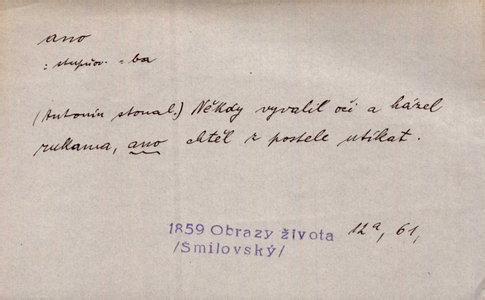 ano
: stupňov. = ba
(Antonín stonal.) Někdy vyvalil oči a házel
rukama, ano chtěl z postele utíkat.
1859 Obrazy života 12a, 61,
/Smilovský/